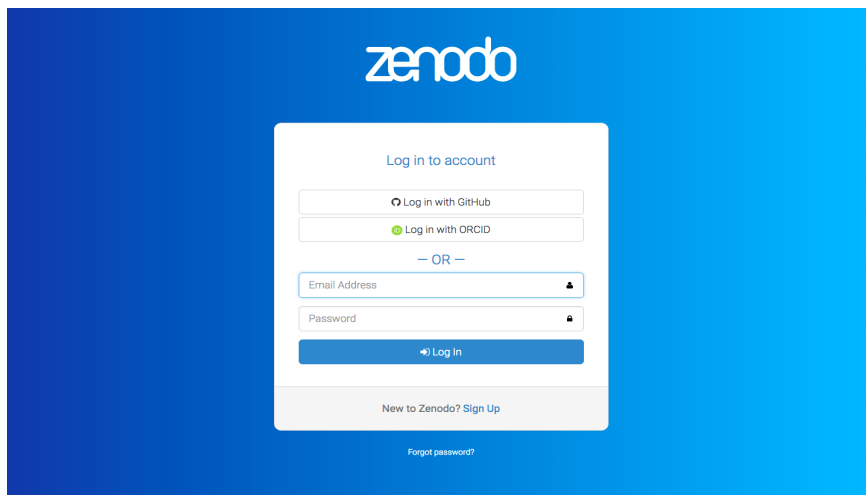 zenodo
Log in to account
Log in with GitHub
Log in with ORCID
— OR —
Email Address
Password
Log In
New to Zenodo? Sign Up
Forgot password?